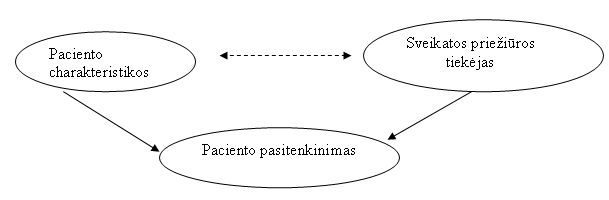 Paciento
charakteristikos
Sveikatos priežiūros
tiekėjas
Paciento pasitenkinimas